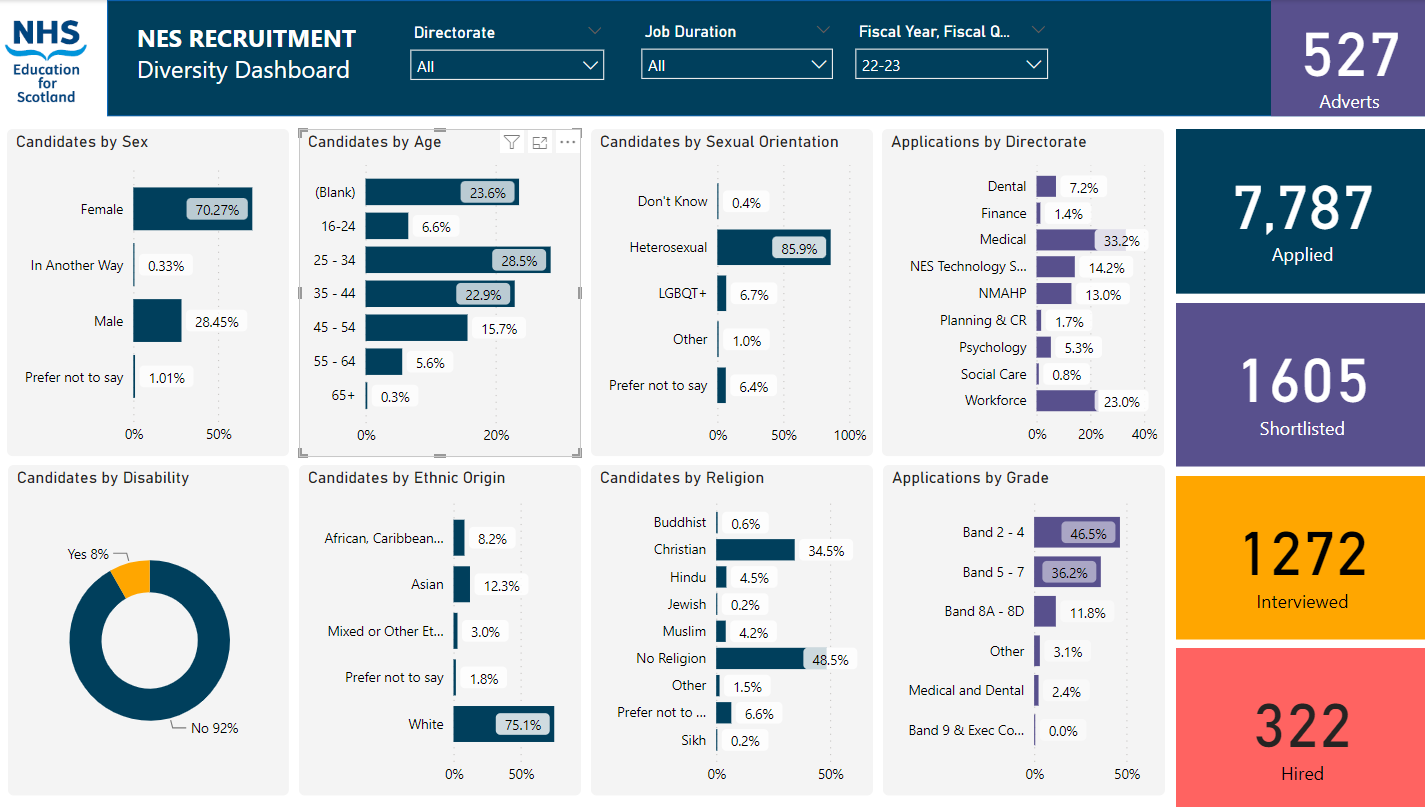 NHS
Education
for
Scotland
NES RECRUITMENT
Diversity Dashboard
Directorate
All
Job Duration
All
Fiscal Year, Fiscal Q...
22-23
527
Adverts
Candidates by Sex
Female 70.27%
In Another Way 0.33%
Male 28.45%
Prefer not to say 1.01%
0% 50%
Candidates by Age
(Blank) 23.6%
16-24 6.6%
25 - 34 28.5%
35 - 44 22.9%
45 - 54 15.7%
55 - 64 5.6%
65+ 0.3%
0% 20%
Candidates by Sexual Orientation
Don't Know 0.4%
Heterosexual 85.9%
LGBQT+ 6.7%
Other 1.0%
Prefer not to say 6.4%
0% 50% 100%
Applications by Directorate
Dental 7.2%
Finance 1.4%
Medical 33.2%
NES Technology S... 14.2%
NMAHP 13.0%
Planning & CR 1.7%
Psychology 5.3%
Social Care 0.8%
Workforce 23.0%
0% 20% 40%
7,787
Applied
1605
Shortlisted
Candidates by Disability
Yes 8%
No 92%
Candidates by Ethnic Origin
African, Caribbean... 8.2%
Asian 12.3%
Mixed or Other Et... 3.0%
Prefer not to say 1.8%
White 75.1%
0% 50%
Candidates by Religion
Buddhist 0.6%
Christian 34.5%
Hindu 4.5%
Jewish 0.2%
Muslim 4.2%
No Religion 48.5%
Other 1.5%
Prefer not to ... 6.6%
Sikh 0.2%
0% 50%
Applications by Grade
Band 2 - 4 46.5%
Band 5 - 7 36.2%
Band 8A - 8D 11.8%
Other 3.1%
Medical and Dental 2.4%
Band 9 & Exec Co... 0.0%
0% 50%
1272
Interviewed
322
Hired